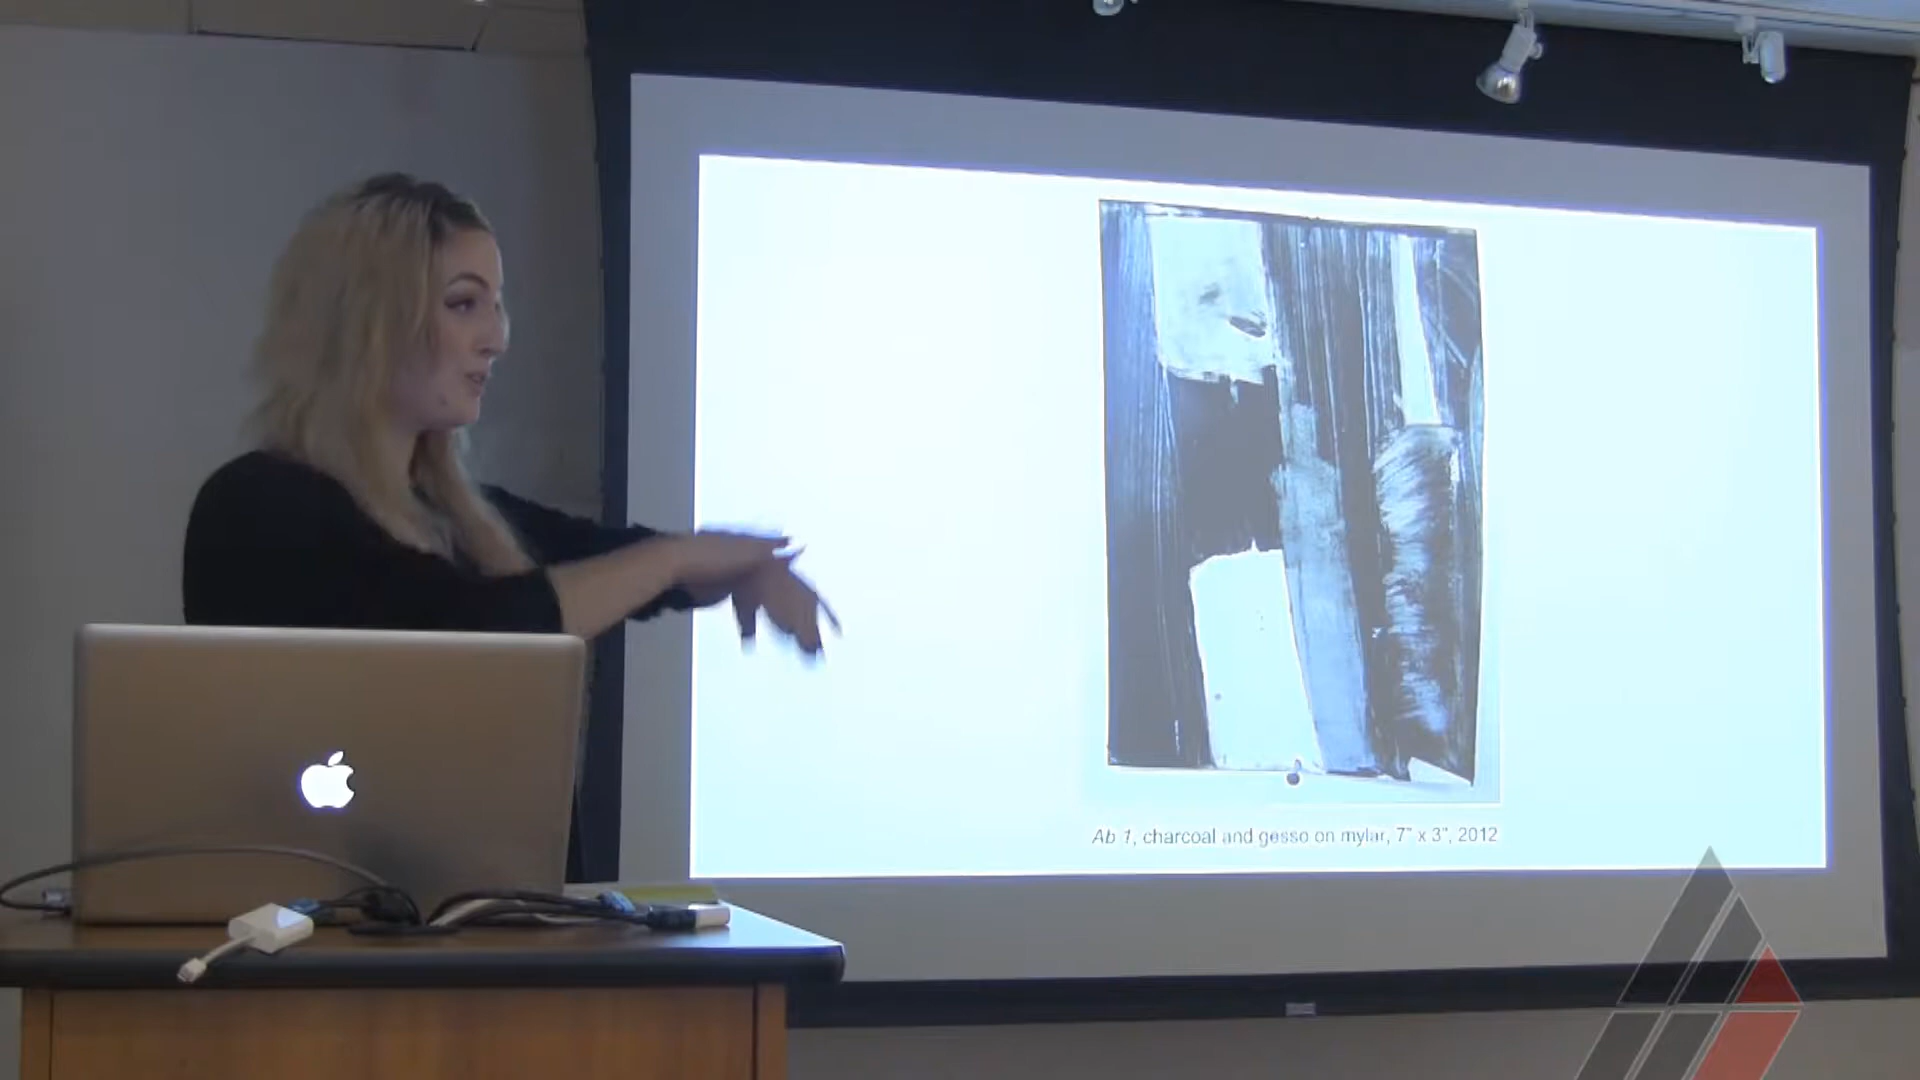 Ab 1, charcoal and gesso on mylar, 7" x 3", 2012